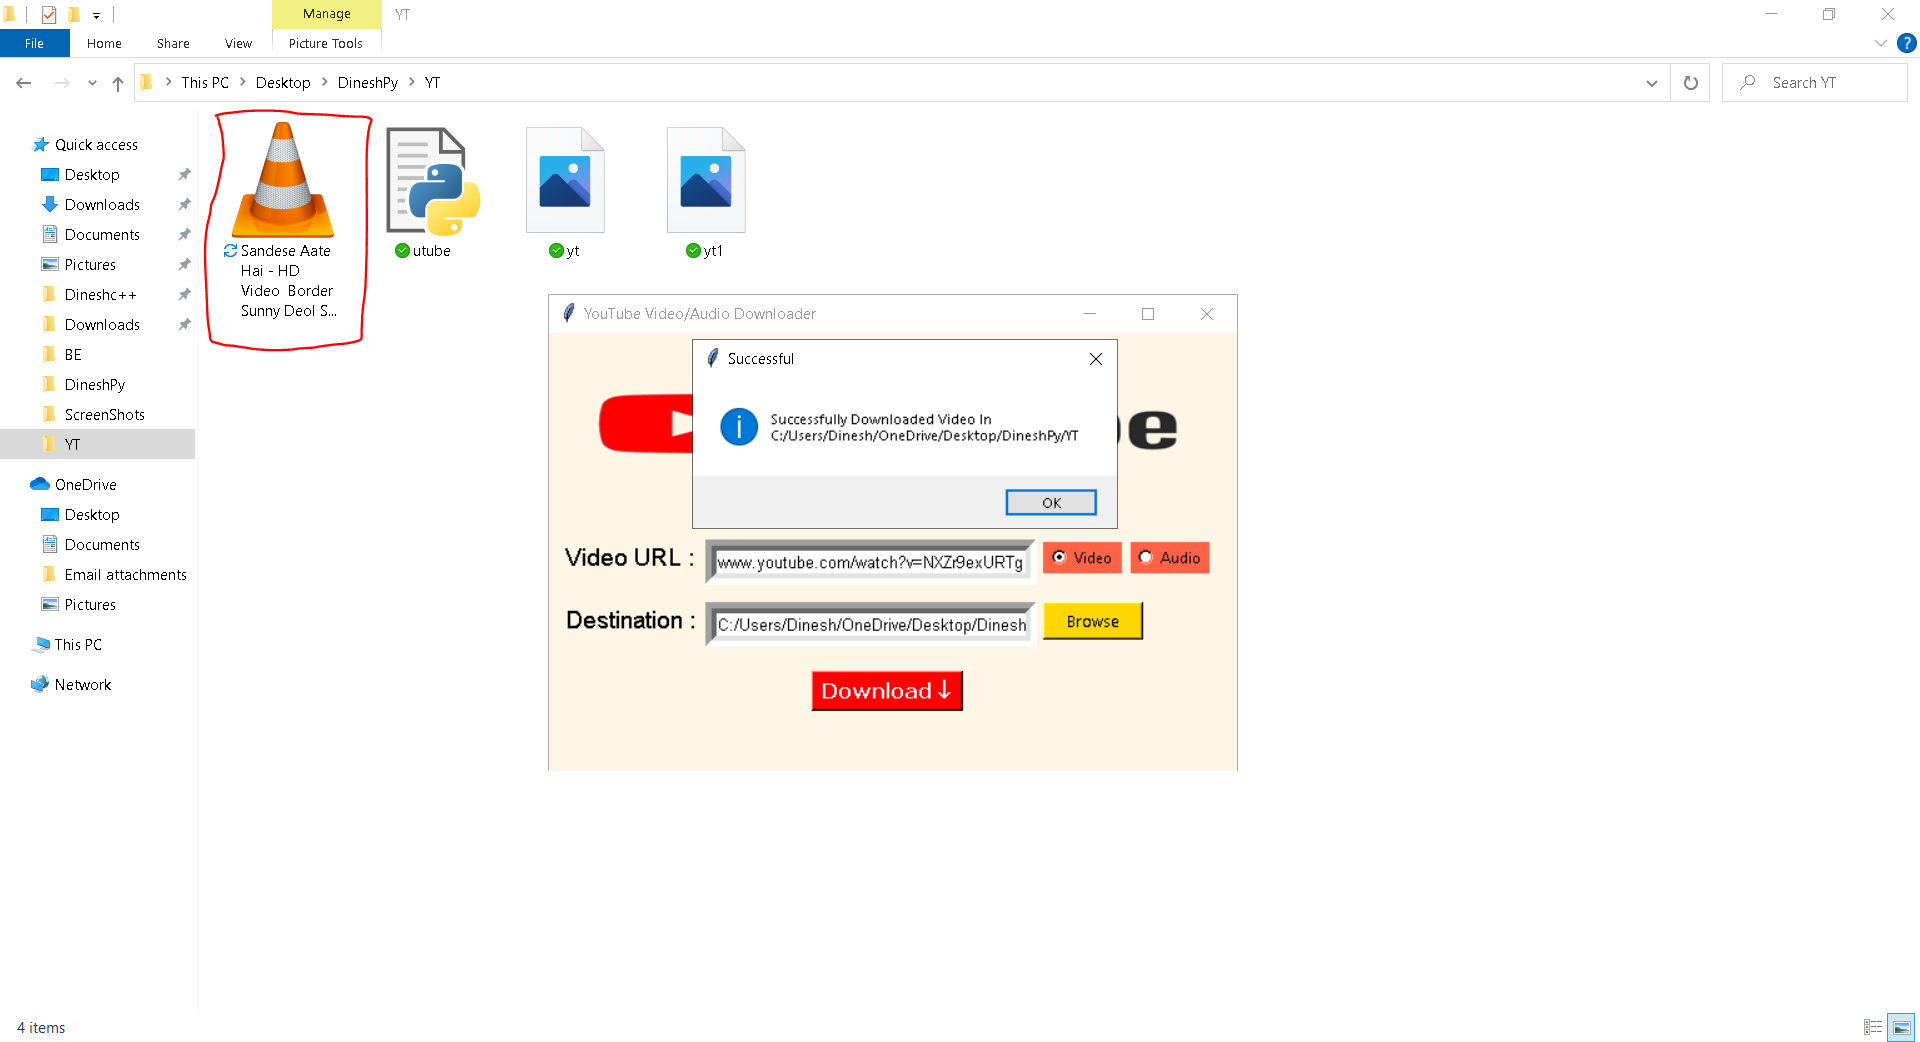 Manage
YT
File
Home
Share
View
Picture Tools
This PC
Desktop
DineshPy
YT
Search YT
Quick access
Desktop
Downloads
Documents
Pictures
Dineshc++
Downloads
BE
DineshPy
ScreenShots
YT
OneDrive
Desktop
Documents
Email attachments
Pictures
This PC
Network
Sandese Aate
Hai - HD
Video Border
Sunny Deol S...
utube
yt
yt1
YouTube Video/Audio Downloader
Successful
Successfully Downloaded Video In
C:/Users/Dinesh/OneDrive/Desktop/DineshPy/YT
OK
e
Video URL :
www.youtube.com/watch?v=NXZr9exURTg
Video
Audio
Destination :
C:/Users/Dinesh/OneDrive/Desktop/Dinesh
Browse
Download↓
4 items